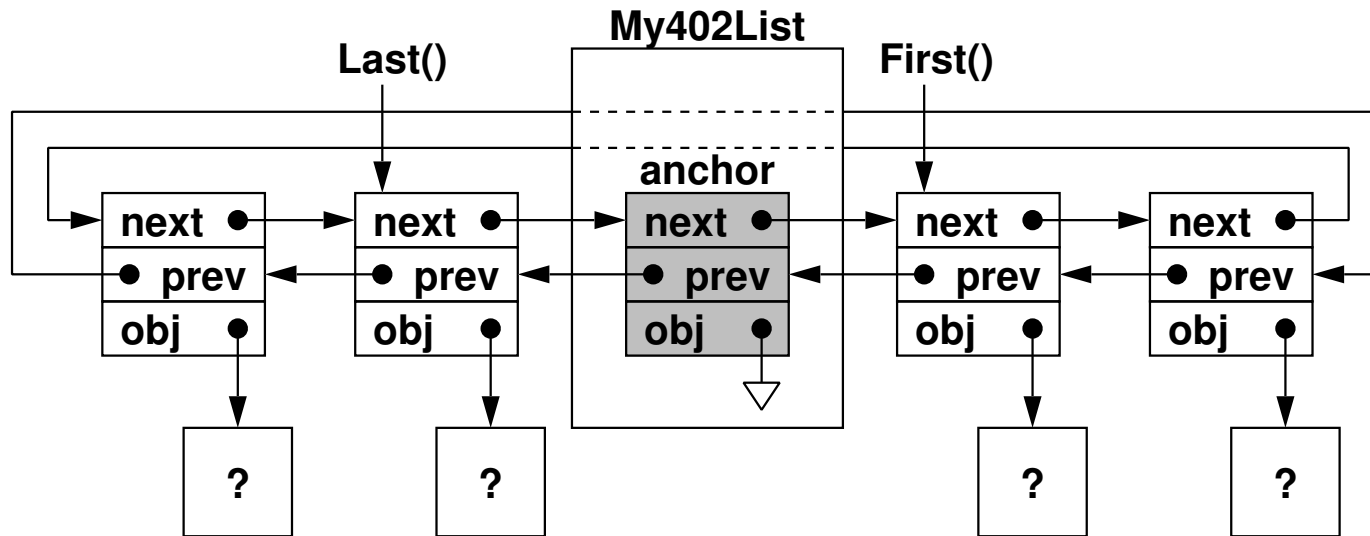 My402List
Last()
First()
anchor
next next next next next
prev prev prev prev prev
obj obj obj obj obj
? ? ? ?